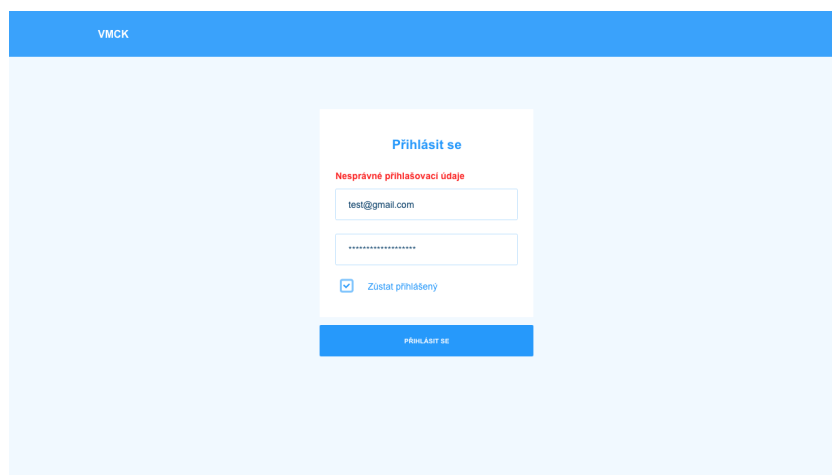 VMCK
Přihlásit se
Nesprávné přihlašovací údaje
test@gmail.com
*******************
Zůstat přihlášený
PŘIHLÁSIT SE